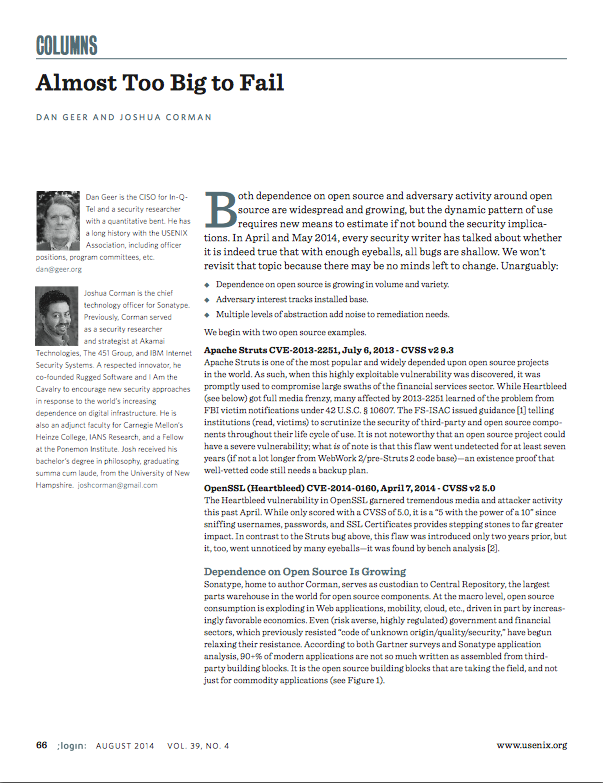 COLUMNS
Almost Too Big to Fail
DAN GEER AND JOSHUA CORMAN
Dan Geer is the CISO for In-Q-
Tel and a security researcher
with a quantitative bent. He has
a long history with the USENIX
Association, including officer
positions, program committees, etc.
dan@geer.org
Joshua Corman is the chief
technology officer for Sonatype.
Previously, Corman served
as a security researcher
and strategist at Akamai
Technologies, The 451 Group, and IBM Internet
Security Systems. A respected innovator, he
co-founded Rugged Software and I Am the
Cavalry to encourage new security approaches
in response to the world's increasing
dependence on digital infrastructure. He is
also an adjunct faculty for Carnegie Mellon's
Heinz College, IANS Research, and a Fellow
at the Ponemon Institute. Josh received his
bachelor's degree in philosophy, graduating
summa cum laude, from the University of New
Hampshire. joshcorman@gmail.com
Both dependence on open source and adversary activity around open
source are widespread and growing, but the dynamic pattern of use
requires new means to estimate if not bound the security implica-
tions. In April and May 2014, every security writer has talked about whether
it is indeed true that with enough eyeballs, all bugs are shallow. We won't
revisit that topic because there may be no minds left to change. Unarguably:
◆ Dependence on open source is growing in volume and variety.
◆ Adversary interest tracks installed base.
◆ Multiple levels of abstraction add noise to remediation needs.
We begin with two open source examples.
Apache Struts CVE-2013-2251, July 6, 2013 - CVSS v2 9.3
Apache Struts is one of the most popular and widely depended upon open source projects
in the world. As such, when this highly exploitable vulnerability was discovered, it was
promptly used to compromise large swaths of the financial services sector. While Heartbleed
(see below) got full media frenzy, many affected by 2013-2251 learned of the problem from
FBI victim notifications under 42 U.S.C. § 10607. The FS-ISAC issued guidance [1] telling
institutions (read, victims) to scrutinize the security of third-party and open source compo-
nents throughout their life cycle of use. It is not noteworthy that an open source project could
have a severe vulnerability; what is of note is that this flaw went undetected for at least seven
years (if not a lot longer from WebWork 2/pre-Struts 2 code base)—an existence proof that
well-vetted code still needs a backup plan.
OpenSSL (Heartbleed) CVE-2014-0160, April 7, 2014 - CVSS v2 5.0
The Heartbleed vulnerability in OpenSSL garnered tremendous media and attacker activity
this past April. While only scored with a CVSS of 5.0, it is a "5 with the power of a 10" since
sniffing usernames, passwords, and SSL Certificates provides stepping stones to far greater
impact. In contrast to the Struts bug above, this flaw was introduced only two years prior, but
it, too, went unnoticed by many eyeballs—it was found by bench analysis [2].
Dependence on Open Source Is Growing
Sonatype, home to author Corman, serves as custodian to Central Repository, the largest
parts warehouse in the world for open source components. At the macro level, open source
consumption is exploding in Web applications, mobility, cloud, etc., driven in part by increas-
ingly favorable economics. Even (risk averse, highly regulated) government and financial
sectors, which previously resisted "code of unknown origin/quality/security," have begun
relaxing their resistance. According to both Gartner surveys and Sonatype application
analysis, 90+% of modern applications are not so much written as assembled from third-
party building blocks. It is the open source building blocks that are taking the field, and not
just for commodity applications (see Figure 1).
66 ;login: AUGUST 2014 VOL. 39, NO. 4 www.usenix.org